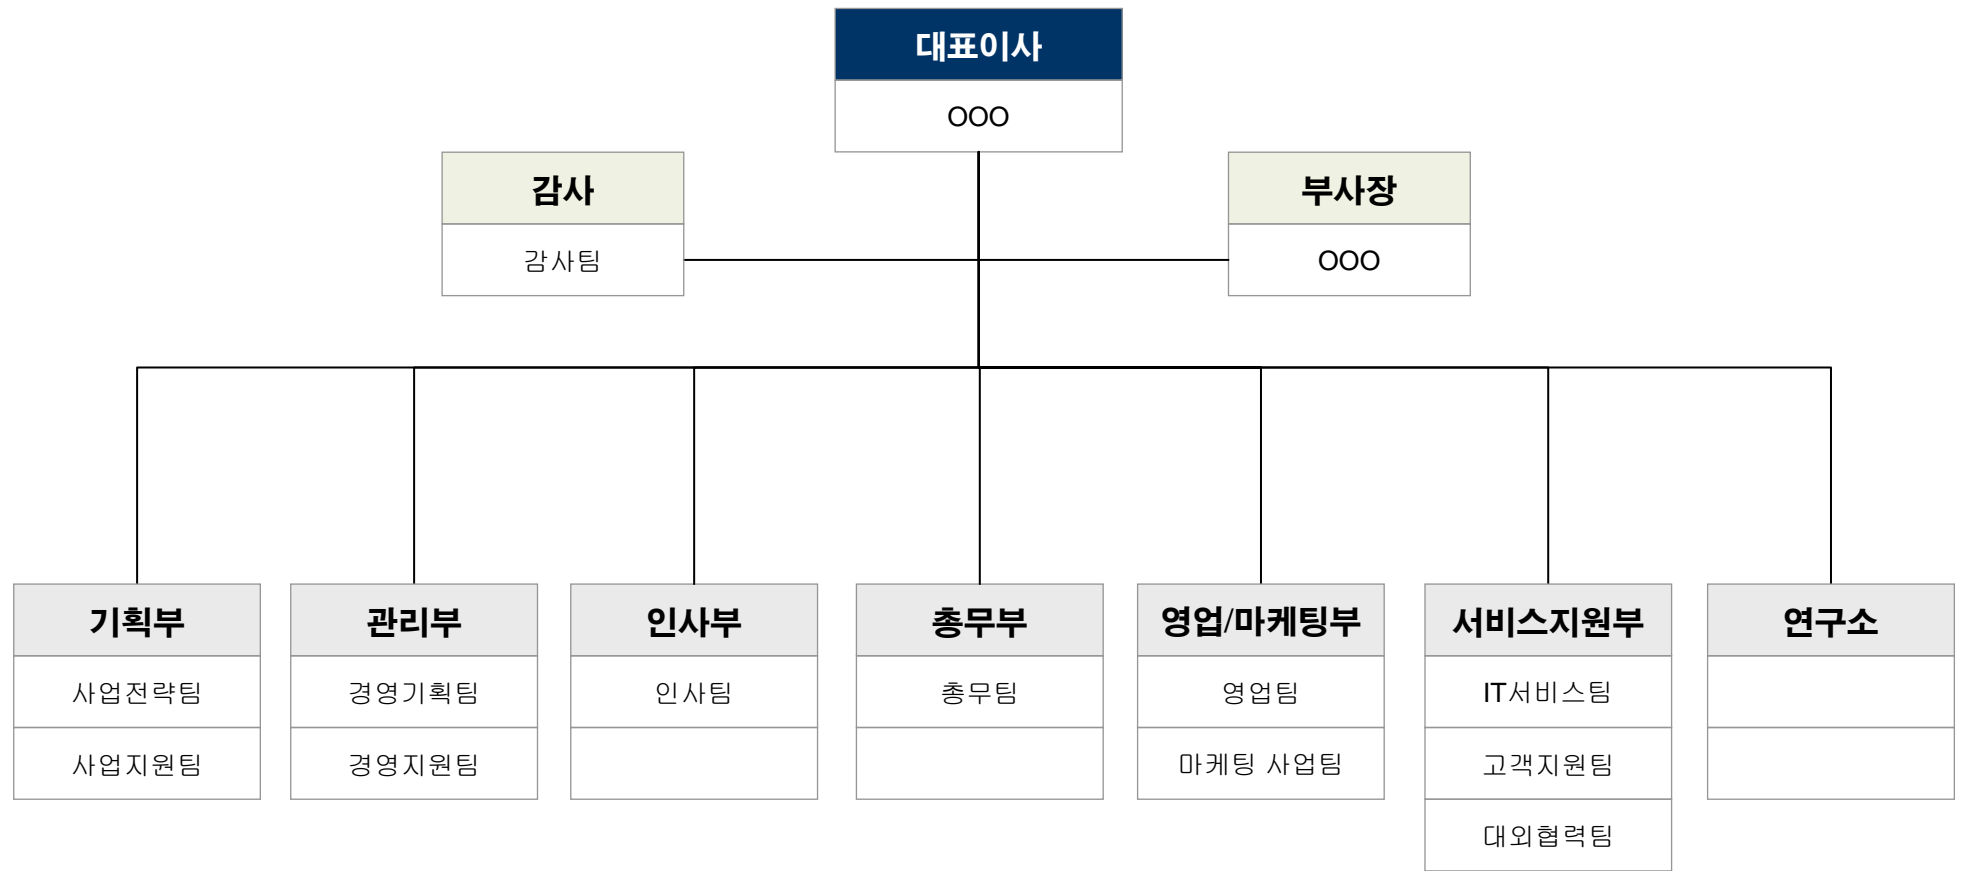 대표이사
OOO
감사
감사팀
부사장
OOO
기획부
사업전략팀
사업지원팀
관리부
경영기획팀
경영지원팀
인사부
인사팀
총무부
총무팀
영업/마케팅부
영업팀
마케팅 사업팀
서비스지원부
IT서비스팀
고객지원팀
대외협력팀
연구소